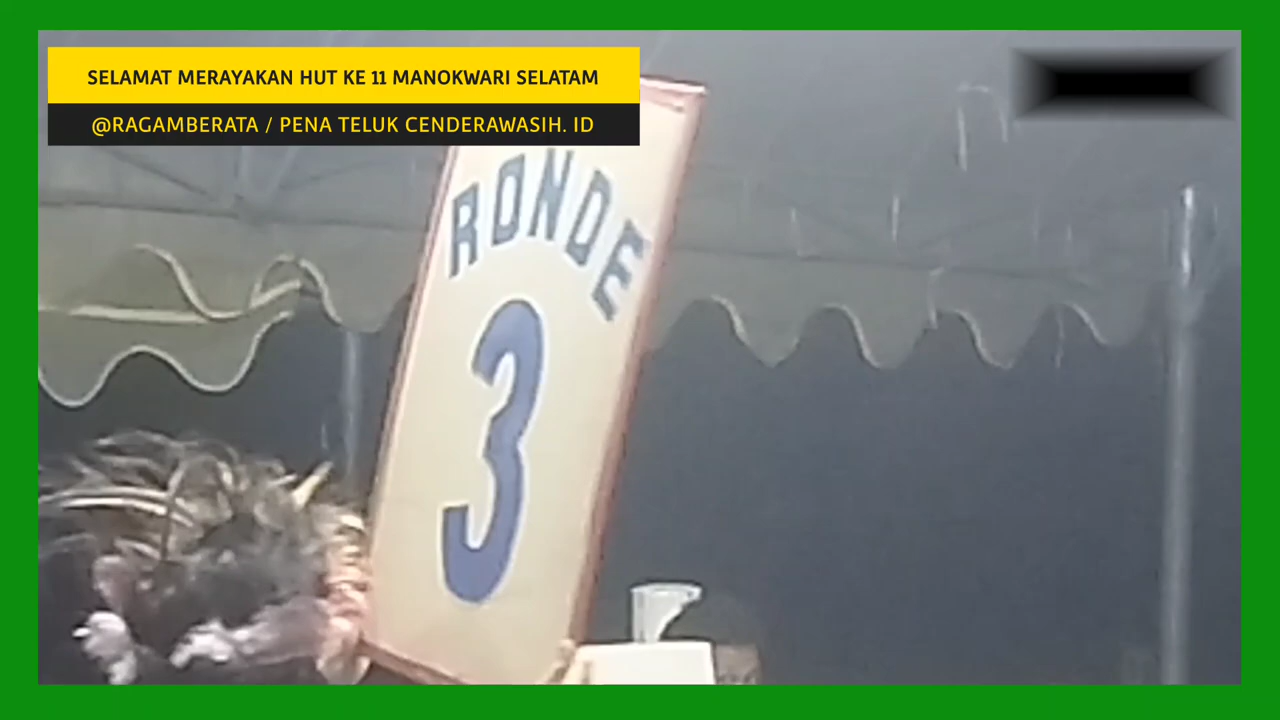 SELAMAT MERAYAKAN HUT KE 11 MANOKWARI SELATAM
@RAGAMBERATA / PENA TELUK CENDERAWASIH. ID
RONDE
3